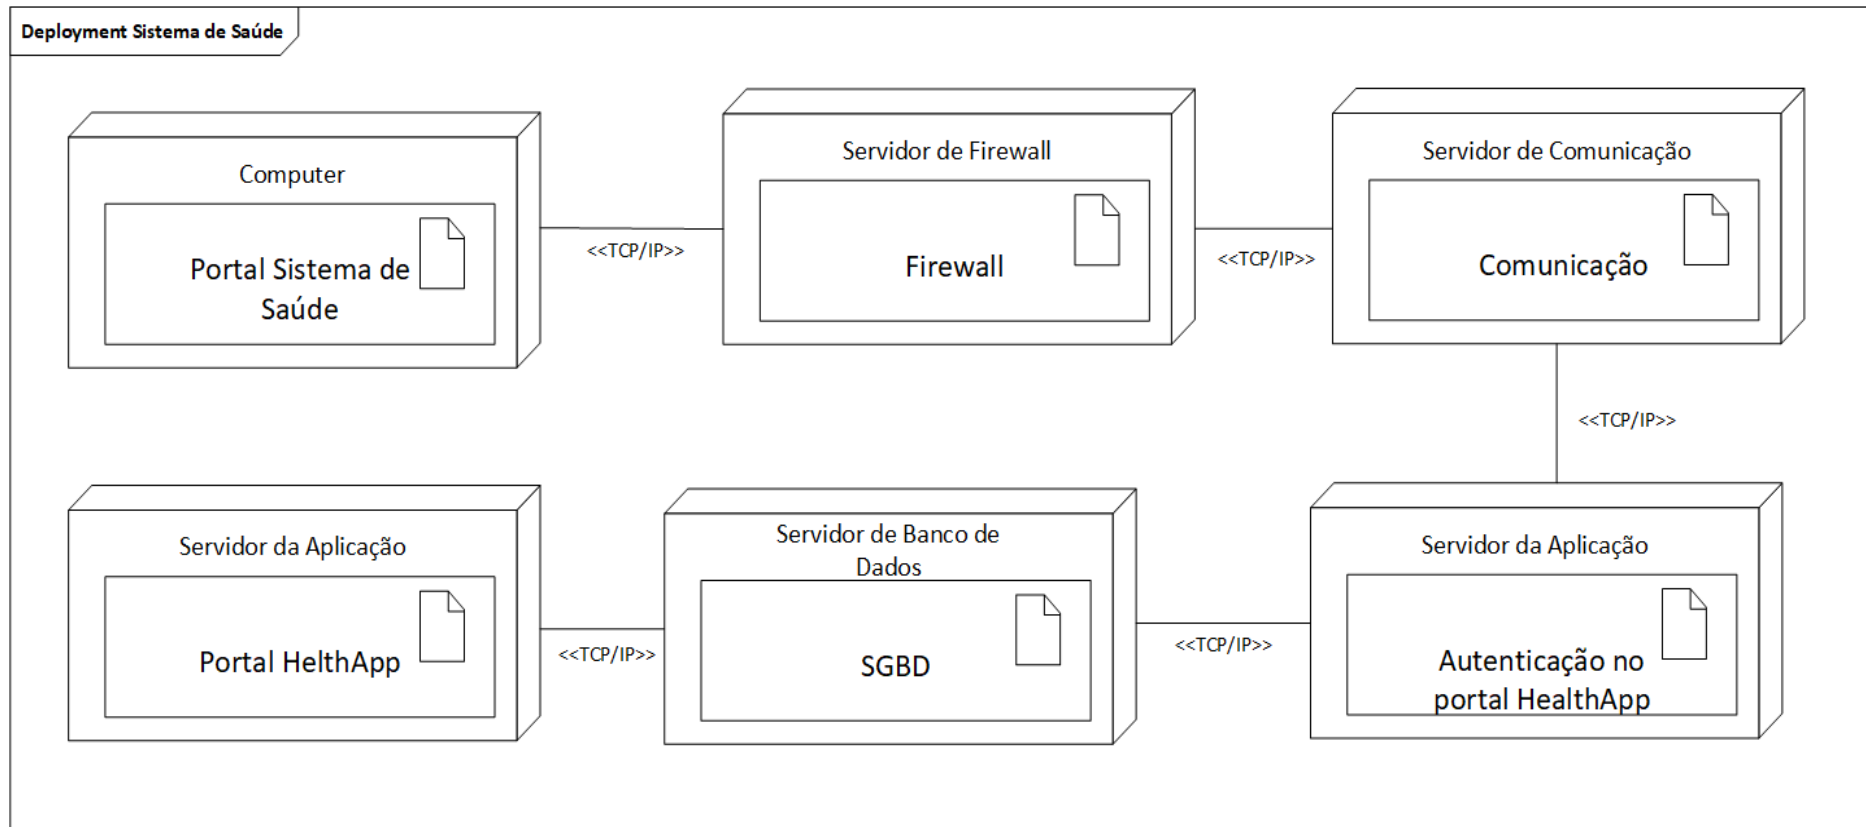 Deployment Sistema de Saúde
Computer
Portal Sistema de
Saúde
<<TCP/IP>>
Servidor de Firewall
Firewall
<<TCP/IP>>
Servidor de Comunicação
Comunicação
<<TCP/IP>>
Servidor da Aplicação
Portal HelthApp
<<TCP/IP>>
Servidor de Banco de
Dados
SGBD
<<TCP/IP>>
Servidor da Aplicação
Autenticação no
portal HealthApp